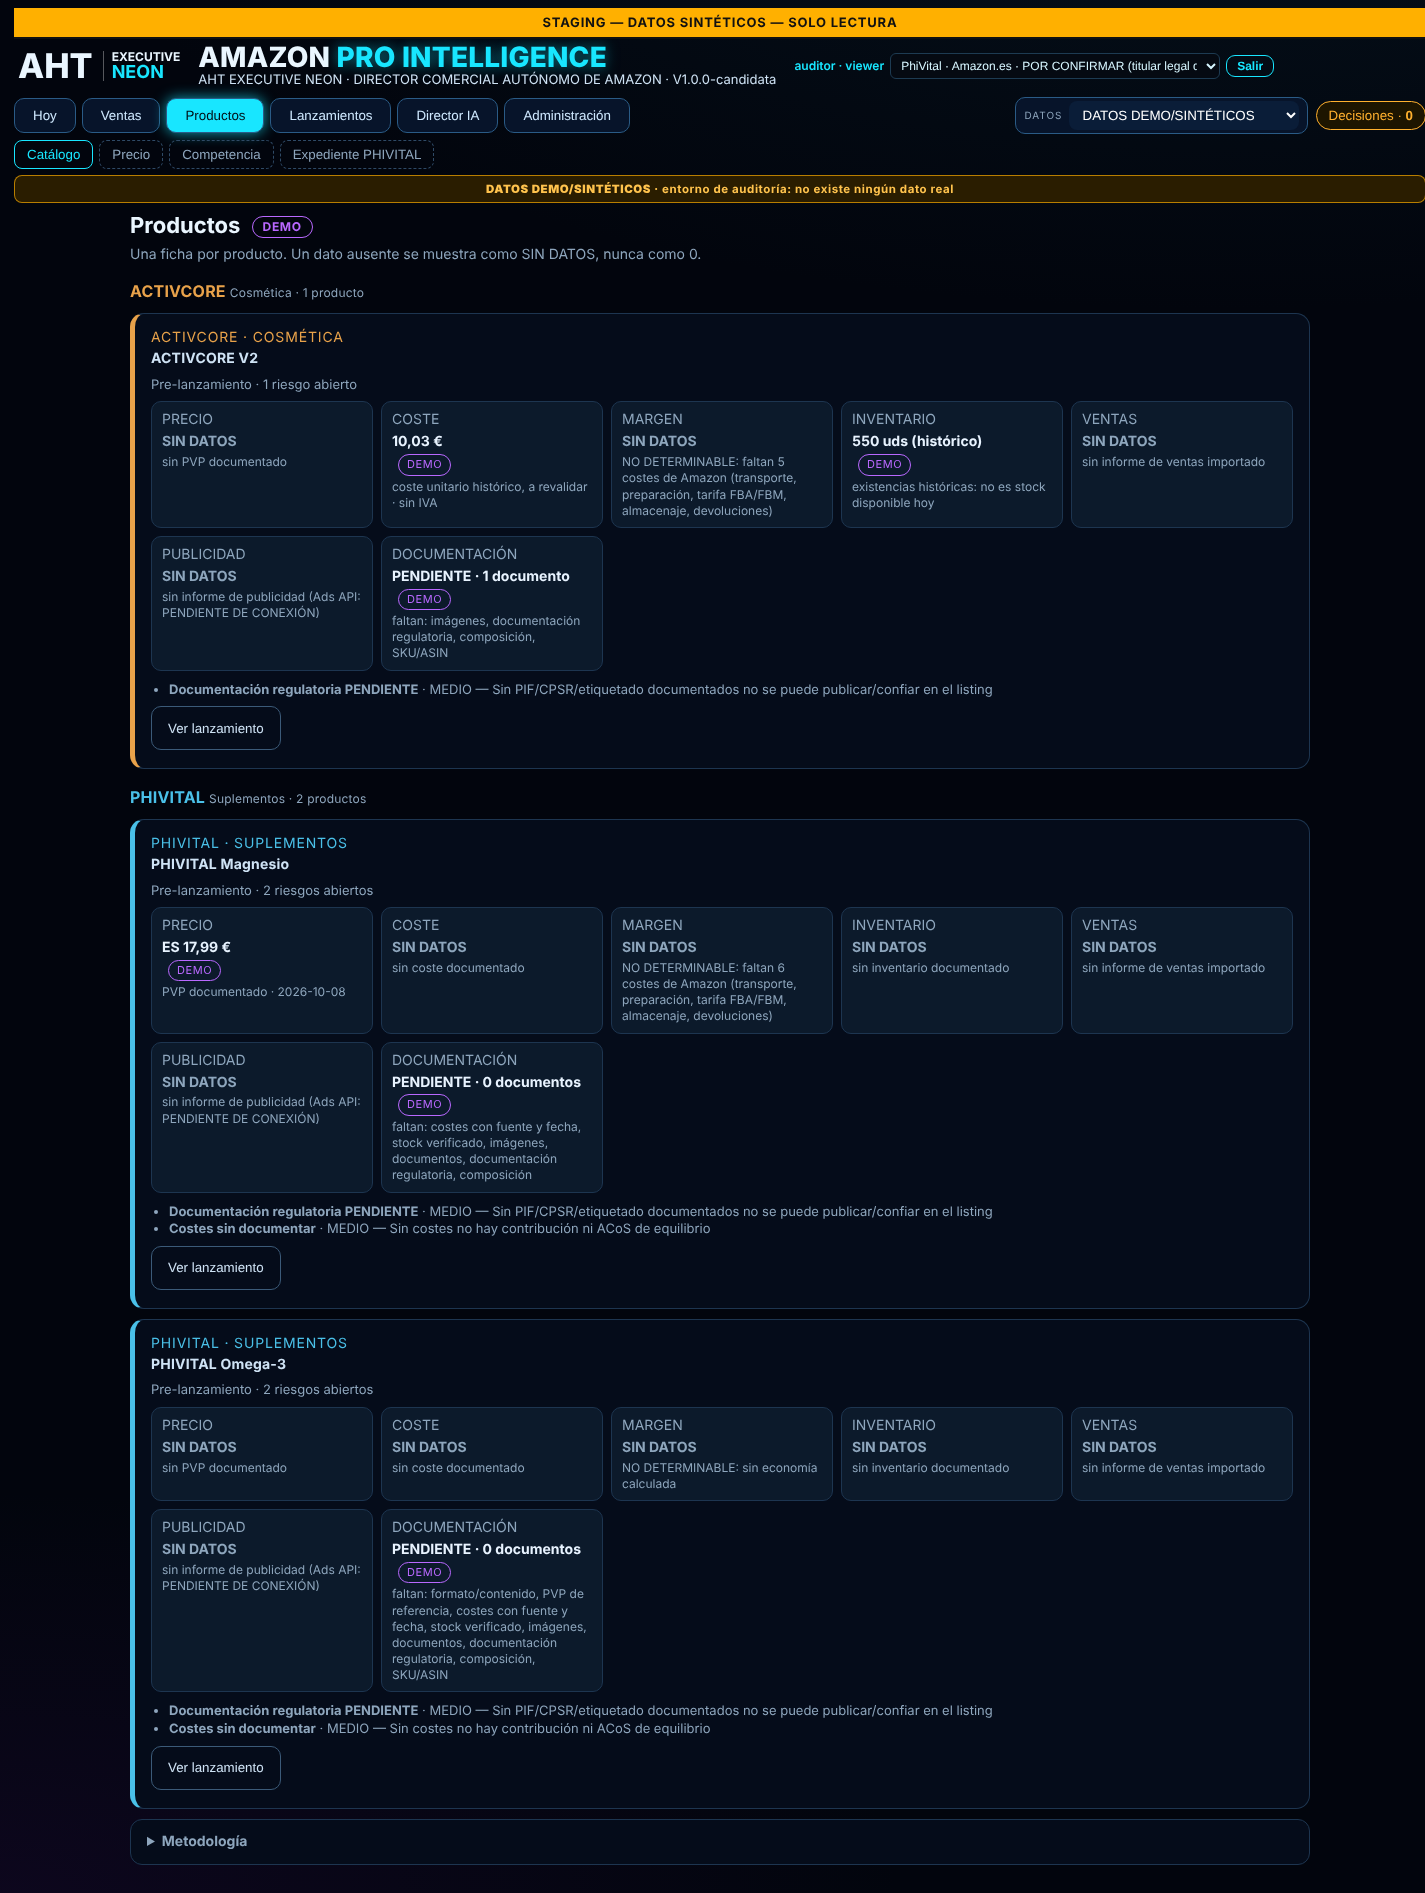 STAGING — DATOS SINTÉTICOS — SOLO LECTURA
AHT EXECUTIVE NEON
AMAZON PRO INTELLIGENCE
AHT EXECUTIVE NEON · DIRECTOR COMERCIAL AUTÓNOMO DE AMAZON · V1.0.0-candidata
auditor · viewer
PhiVital · Amazon.es · POR CONFIRMAR (titular legal
Salir
Hoy
Ventas
Productos
Lanzamientos
Director IA
Administración
DATOS
DATOS DEMO/SINTÉTICOS
Decisiones · 0
Catálogo
Precio
Competencia
Expediente PHIVITAL
DATOS DEMO/SINTÉTICOS · entorno de auditoría: no existe ningún dato real
Productos DEMO
Una ficha por producto. Un dato ausente se muestra como SIN DATOS, nunca como 0.
ACTIVCORE Cosmética · 1 producto
ACTIVCORE · COSMÉTICA
ACTIVCORE V2
Pre-lanzamiento · 1 riesgo abierto
PRECIO
SIN DATOS
sin PVP documentado
COSTE
10,03 €
DEMO
coste unitario histórico, a revalidar
· sin IVA
MARGEN
SIN DATOS
NO DETERMINABLE: faltan 5
costes de Amazon (transporte,
preparación, tarifa FBA/FBM,
almacenaje, devoluciones)
INVENTARIO
550 uds (histórico)
DEMO
existencias históricas: no es stock
disponible hoy
VENTAS
SIN DATOS
sin informe de ventas importado
PUBLICIDAD
SIN DATOS
sin informe de publicidad (Ads API:
PENDIENTE DE CONEXIÓN)
DOCUMENTACIÓN
PENDIENTE · 1 documento
DEMO
faltan: imágenes, documentación
regulatoria, composición,
SKU/ASIN
• Documentación regulatoria PENDIENTE · MEDIO — Sin PIF/CPSR/etiquetado documentados no se puede publicar/confiar en el listing
Ver lanzamiento
PHIVITAL Suplementos · 2 productos
PHIVITAL · SUPLEMENTOS
PHIVITAL Magnesio
Pre-lanzamiento · 2 riesgos abiertos
PRECIO
ES 17,99 €
DEMO
PVP documentado · 2026-10-08
COSTE
SIN DATOS
sin coste documentado
MARGEN
SIN DATOS
NO DETERMINABLE: faltan 6
costes de Amazon (transporte,
preparación, tarifa FBA/FBM,
almacenaje, devoluciones)
INVENTARIO
SIN DATOS
sin inventario documentado
VENTAS
SIN DATOS
sin informe de ventas importado
PUBLICIDAD
SIN DATOS
sin informe de publicidad (Ads API:
PENDIENTE DE CONEXIÓN)
DOCUMENTACIÓN
PENDIENTE · 0 documentos
DEMO
faltan: costes con fuente y fecha,
stock verificado, imágenes,
documentos, documentación
regulatoria, composición
• Documentación regulatoria PENDIENTE · MEDIO — Sin PIF/CPSR/etiquetado documentados no se puede publicar/confiar en el listing
• Costes sin documentar · MEDIO — Sin costes no hay contribución ni ACoS de equilibrio
Ver lanzamiento
PHIVITAL · SUPLEMENTOS
PHIVITAL Omega-3
Pre-lanzamiento · 2 riesgos abiertos
PRECIO
SIN DATOS
sin PVP documentado
COSTE
SIN DATOS
sin coste documentado
MARGEN
SIN DATOS
NO DETERMINABLE: sin economía
calculada
INVENTARIO
SIN DATOS
sin inventario documentado
VENTAS
SIN DATOS
sin informe de ventas importado
PUBLICIDAD
SIN DATOS
sin informe de publicidad (Ads API:
PENDIENTE DE CONEXIÓN)
DOCUMENTACIÓN
PENDIENTE · 0 documentos
DEMO
faltan: formato/contenido, PVP de
referencia, costes con fuente y
fecha, stock verificado, imágenes,
documentos, documentación
regulatoria, composición,
SKU/ASIN
• Documentación regulatoria PENDIENTE · MEDIO — Sin PIF/CPSR/etiquetado documentados no se puede publicar/confiar en el listing
• Costes sin documentar · MEDIO — Sin costes no hay contribución ni ACoS de equilibrio
Ver lanzamiento
Metodología